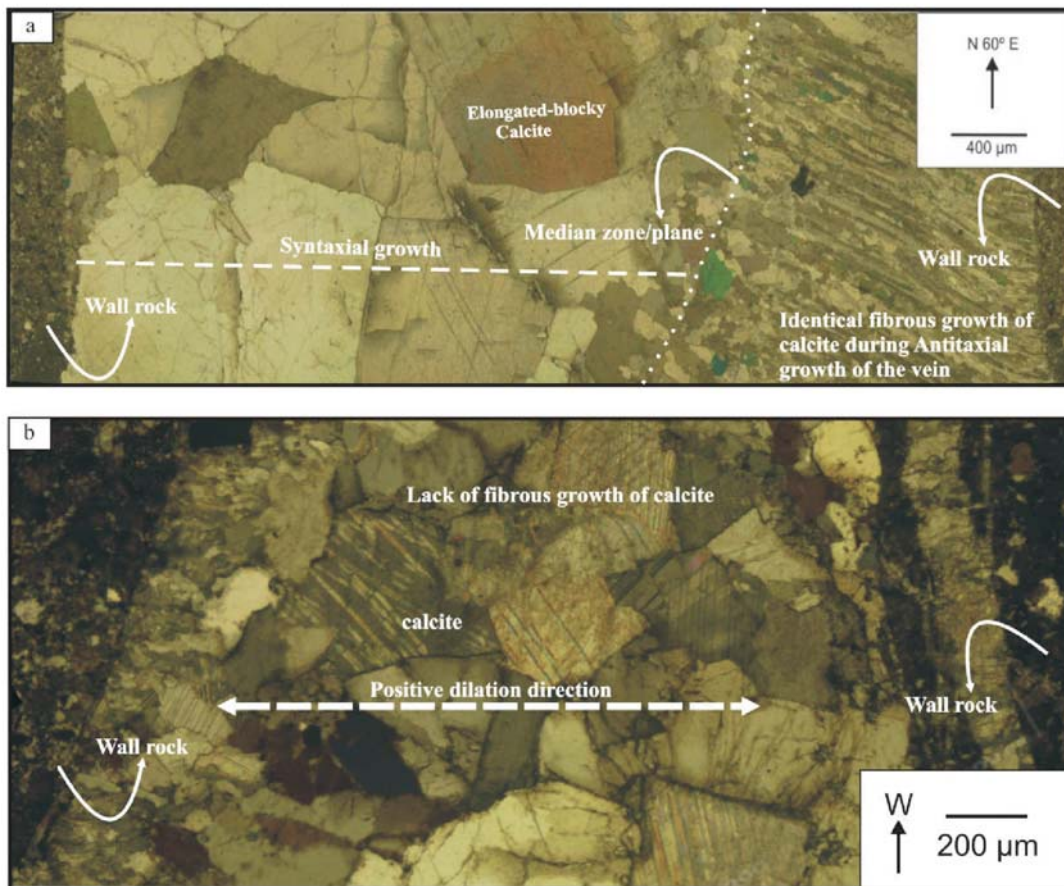 a
N 60º E
400 µm
Elongated-blocky
Calcite
Syntaxial growth
Median zone/plane
Wall rock
Wall rock
Identical fibrous growth of
calcite during Antitaxial
growth of the vein
b
Lack of fibrous growth of calcite
calcite
Positive dilation direction
Wall rock
Wall rock
W
200 µm